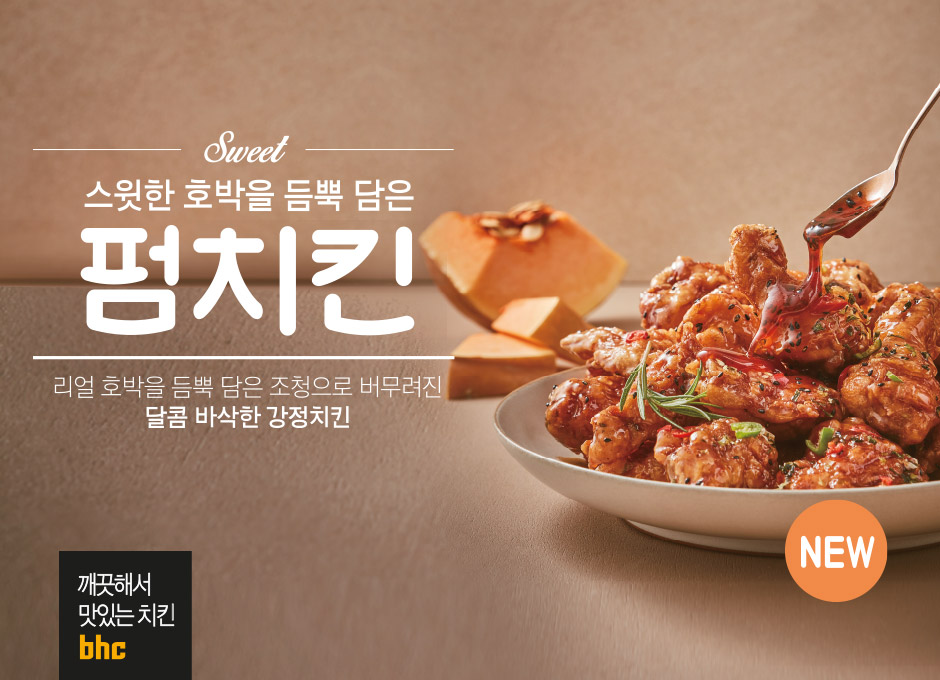 Sweet
스윗한 호박을 듬뿍 담은
펌치킨
리얼 호박을 듬뿍 담은 조청으로 버무려진
달콤 바삭한 강정치킨
NEW
깨끗해서
맛있는 치킨
bhc